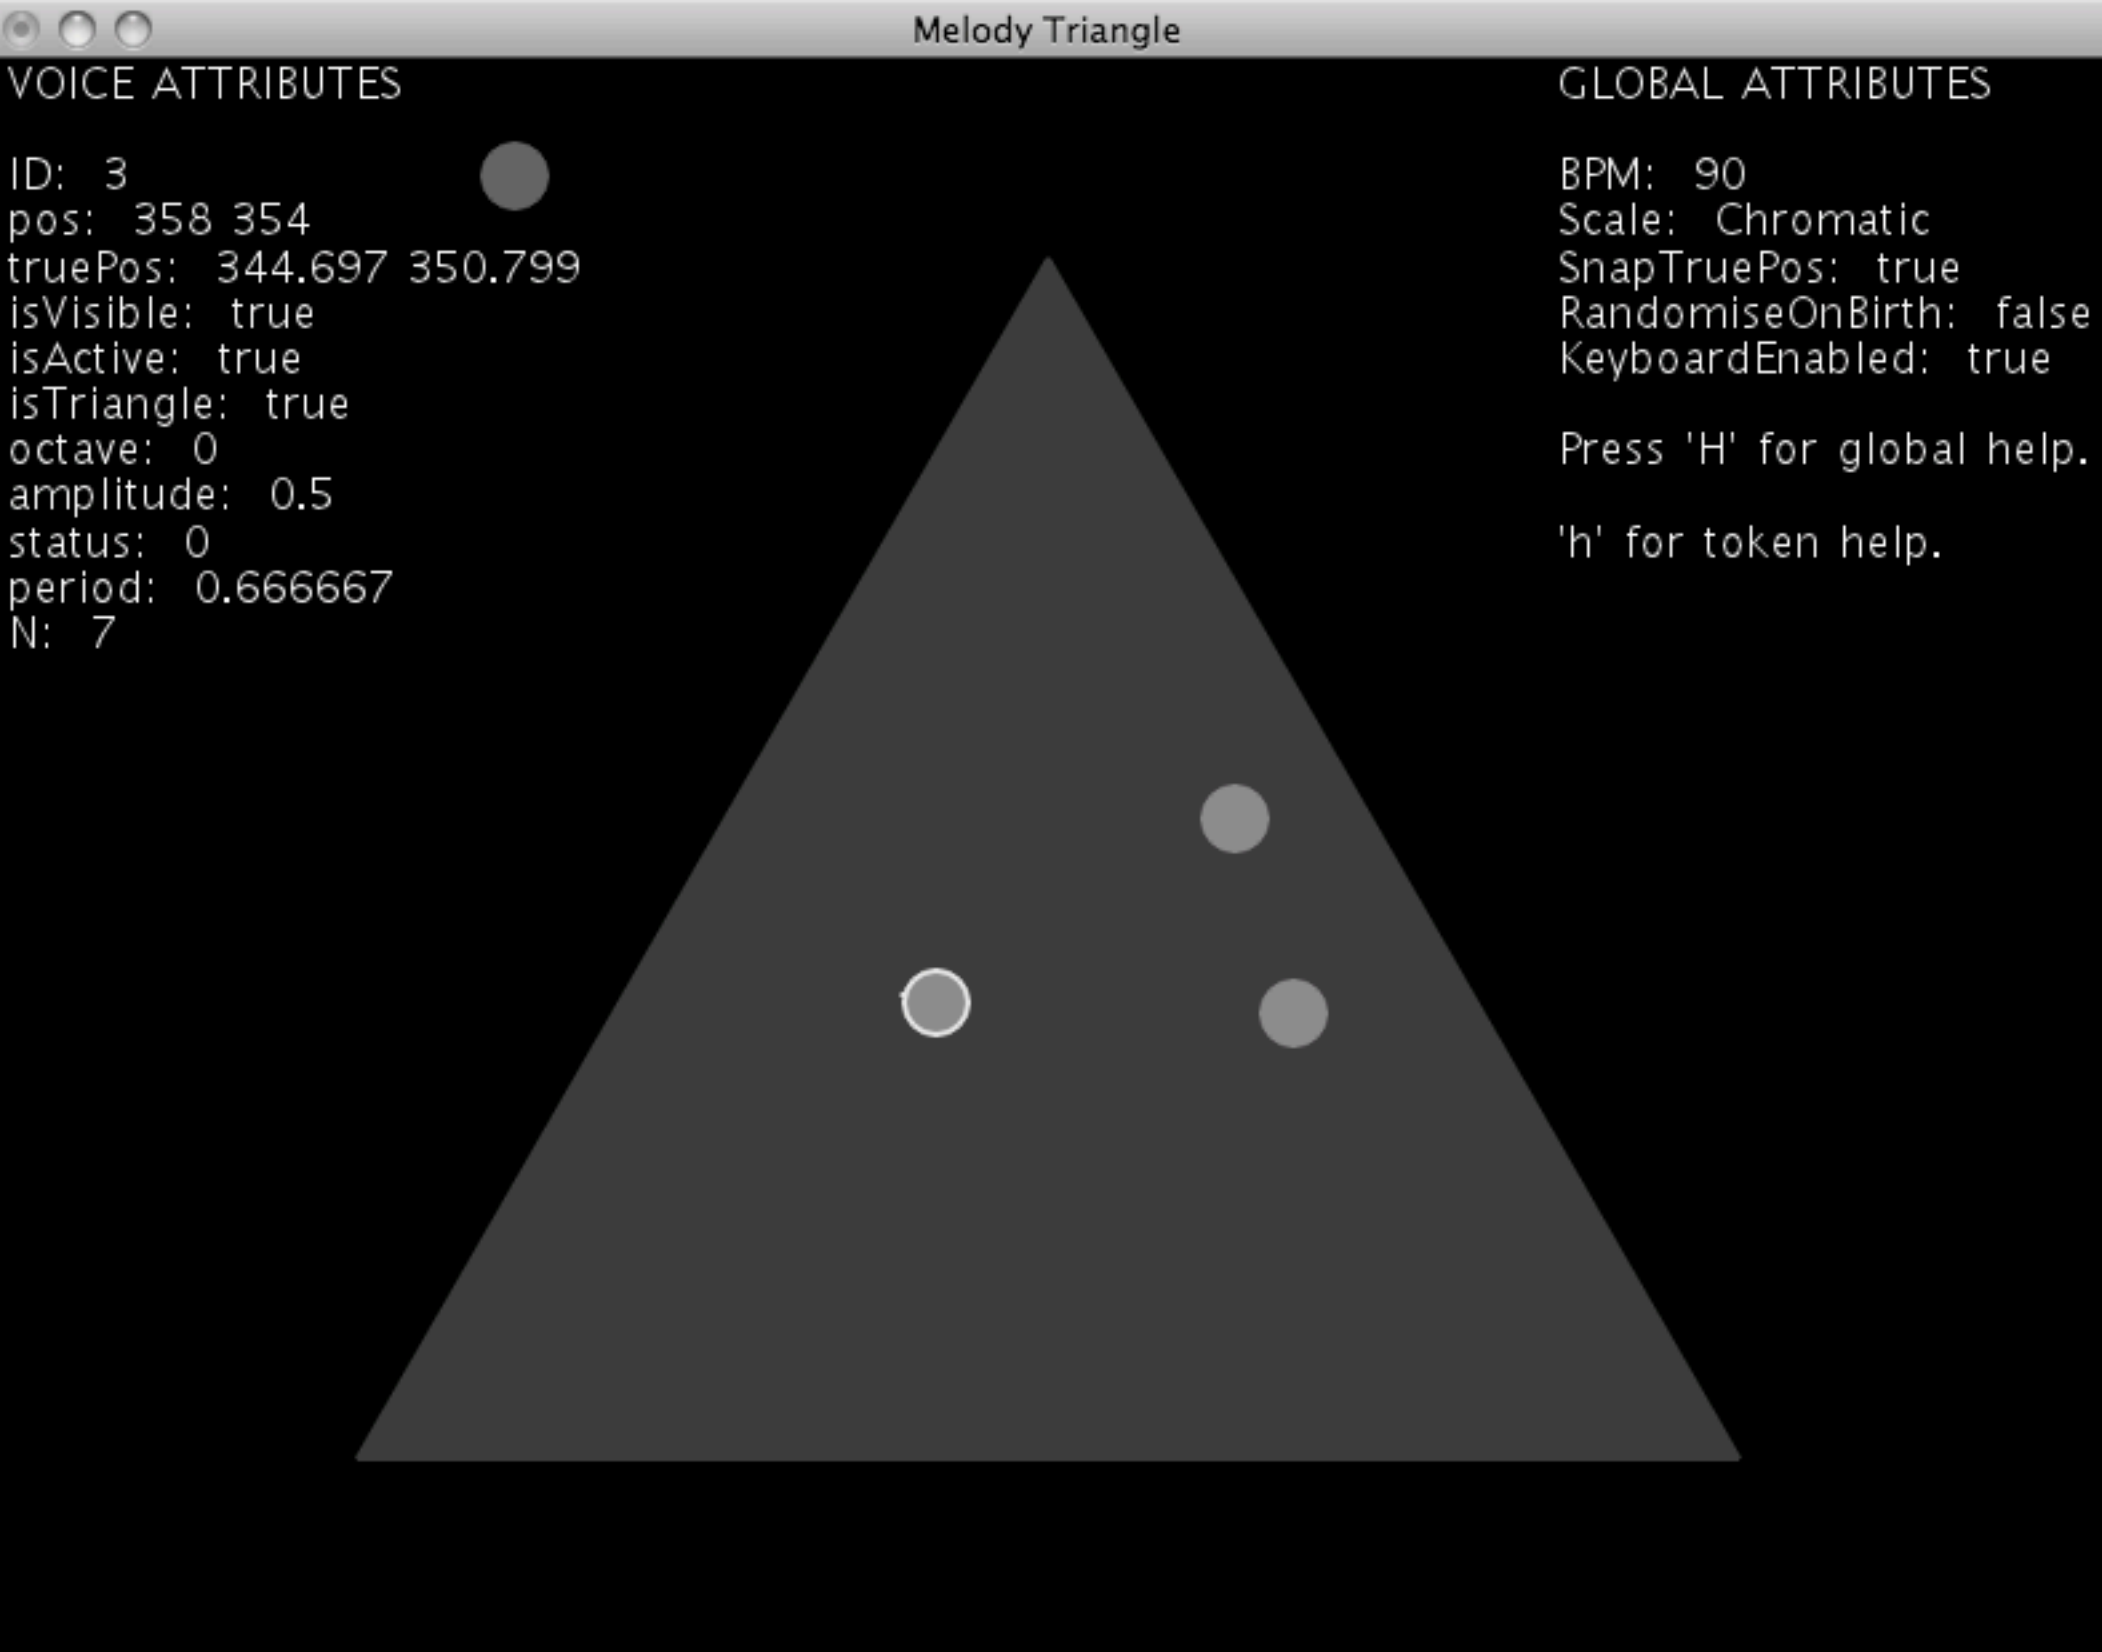 Melody Triangle
VOICE ATTRIBUTES
ID: 3
pos: 358 354
truePos: 344.697 350.799
isVisible: true
isActive: true
isTriangle: true
octave: 0
amplitude: 0.5
status: 0
period: 0.666667
N: 7
GLOBAL ATTRIBUTES
BPM: 90
Scale: Chromatic
SnapTruePos: true
RandomiseOnBirth: false
KeyboardEnabled: true
Press 'H' for global help.
'h' for token help.